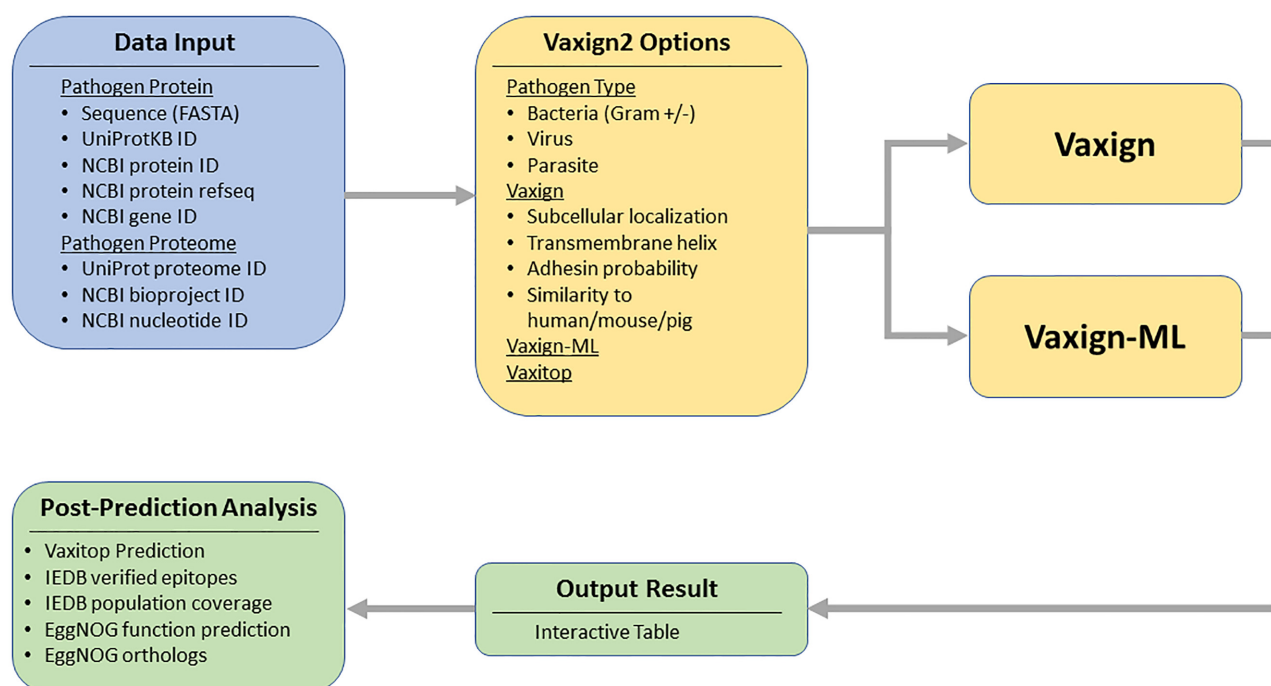 Data Input
Pathogen Protein
• Sequence (FASTA)
• UniProtKB ID
• NCBI protein ID
• NCBI protein refseq
• NCBI gene ID
Pathogen Proteome
• UniProt proteome ID
• NCBI bioproject ID
• NCBI nucleotide ID
Vaxign2 Options
Pathogen Type
• Bacteria (Gram +/-)
• Virus
• Parasite
Vaxign
• Subcellular localization
• Transmembrane helix
• Adhesin probability
• Similarity to
human/mouse/pig
Vaxign-ML
Vaxitop
Vaxign
Vaxign-ML
Post-Prediction Analysis
• Vaxitop Prediction
• IEDB verified epitopes
• IEDB population coverage
• EggNOG function prediction
• EggNOG orthologs
Output Result
Interactive Table